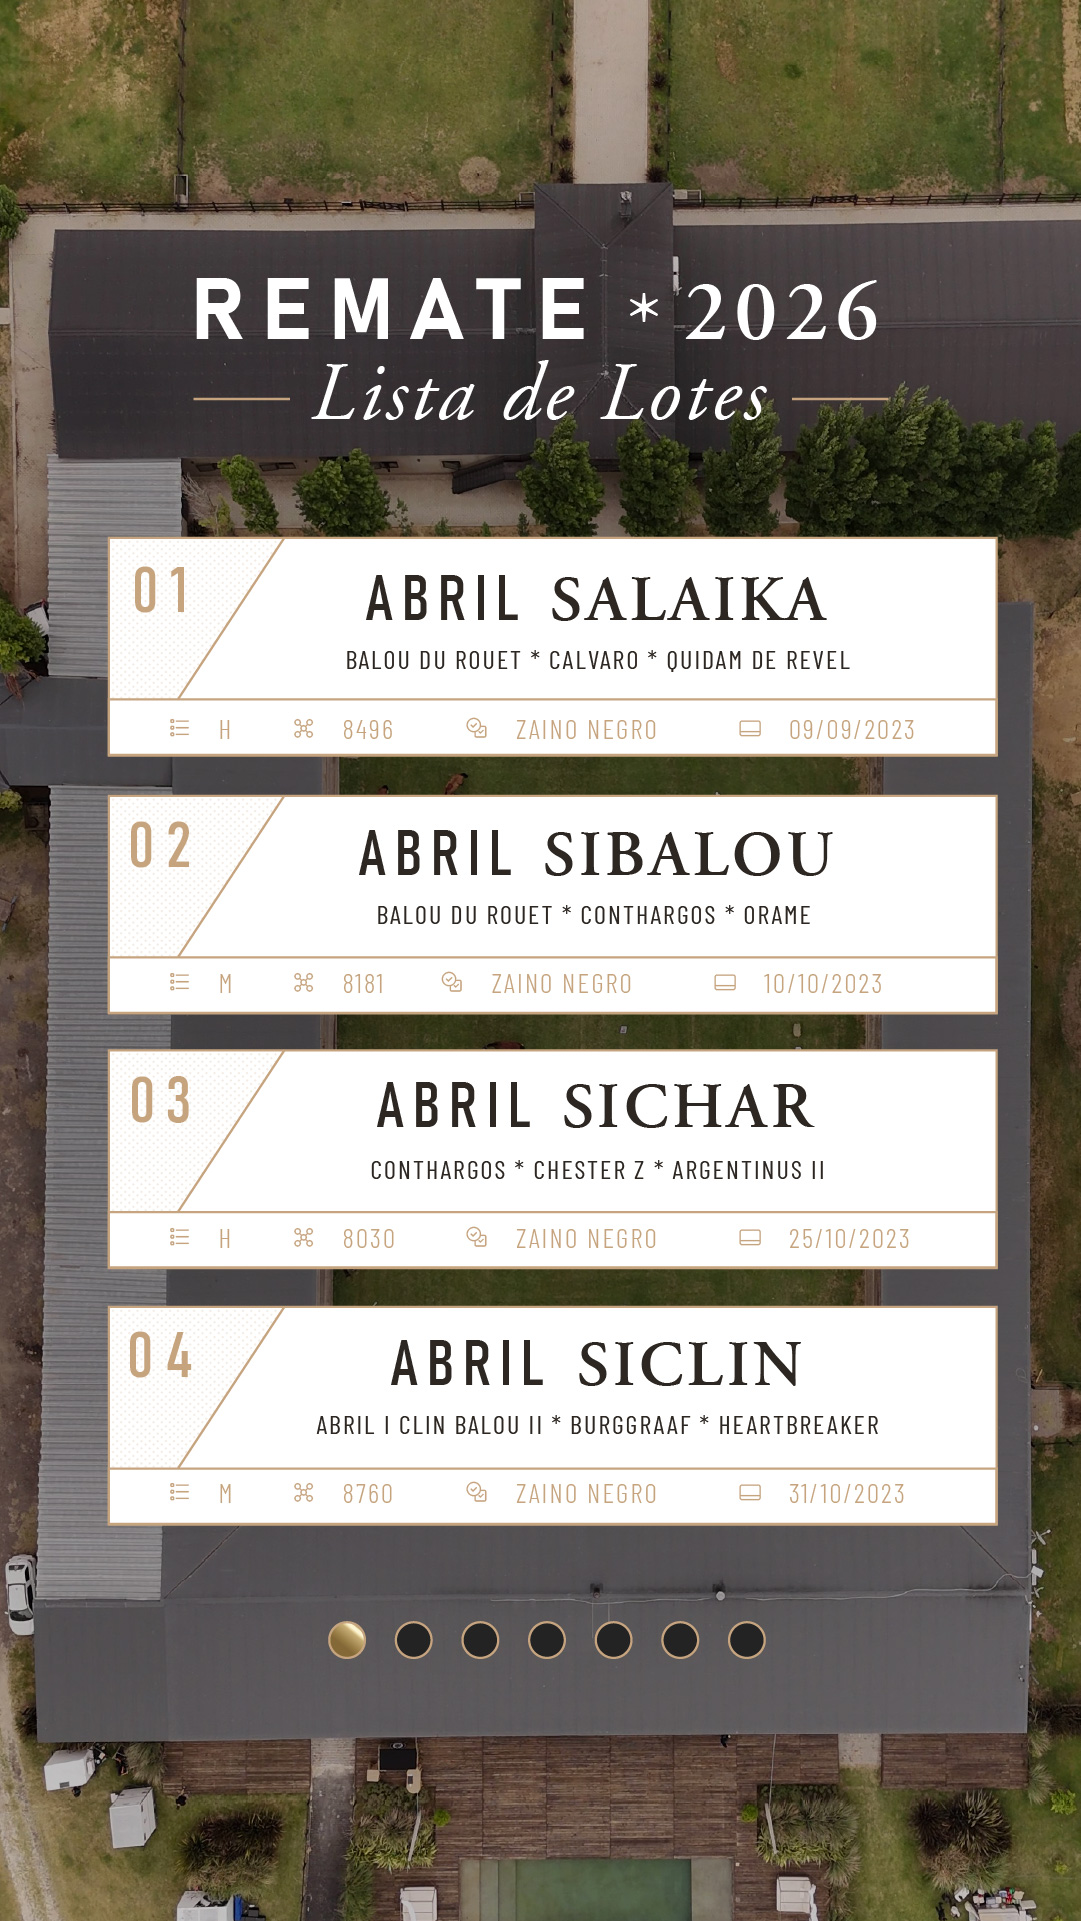 REMATE * 2026
Lista de Lotes
01
ABRIL SALAIKA
BALOU DU ROUET * CALVARO * QUIDAM DE REVEL
H 8496 ZAINO NEGRO 09/09/2023
02
ABRIL SIBALOU
BALOU DU ROUET * CONTHARGOS * ORAME
M 8181 ZAINO NEGRO 10/10/2023
03
ABRIL SICHAR
CONTHARGOS * CHESTER Z * ARGENTINUS II
H 8030 ZAINO NEGRO 25/10/2023
04
ABRIL SICLIN
ABRIL I CLIN BALOU II * BURGGRAAF * HEARTBREAKER
M 8760 ZAINO NEGRO 31/10/2023